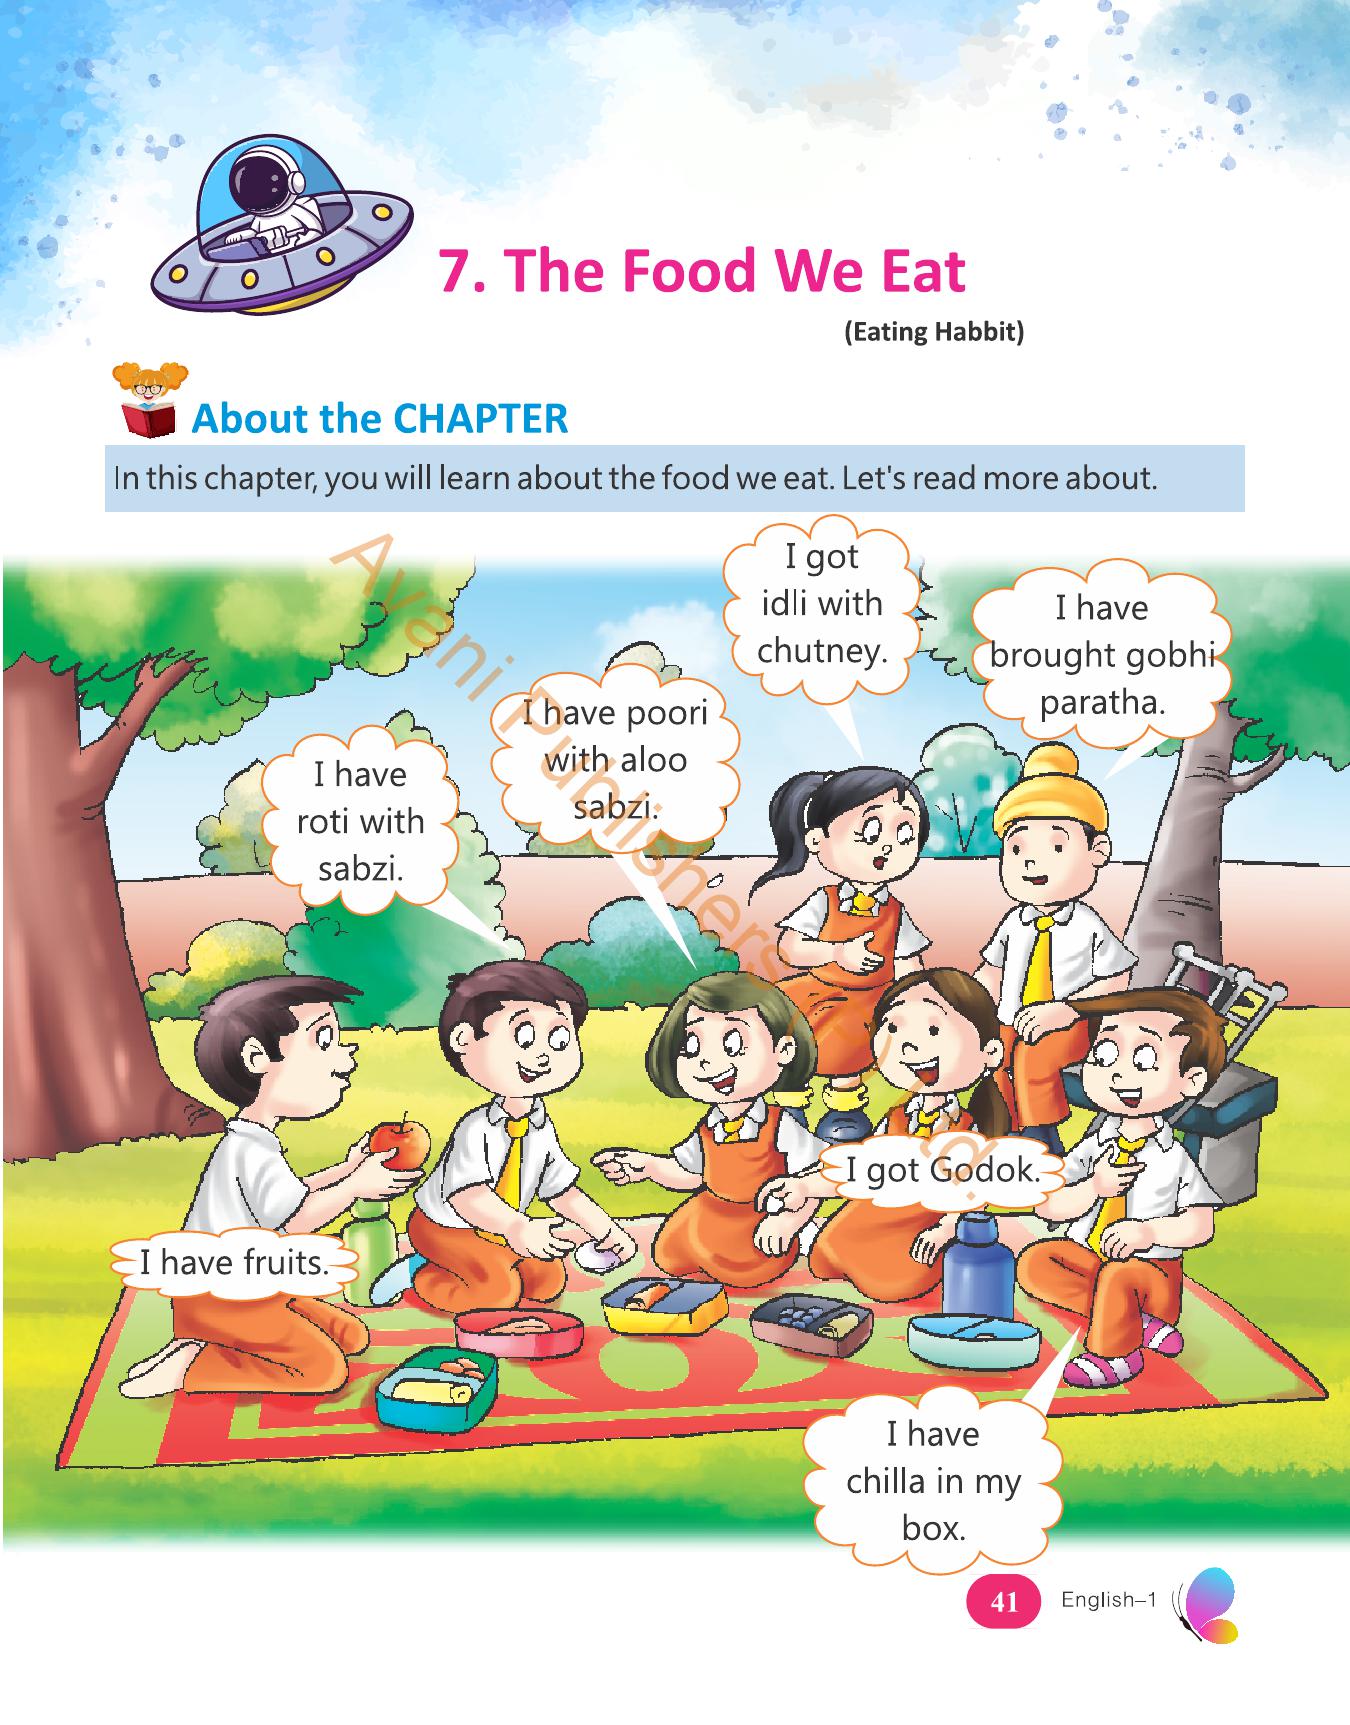 7. The Food We Eat
(Eating Habbit)
About the CHAPTER
In this chapter, you will learn about the food we eat. Let's read more about.
I got
idli with
chutney.
I have
brought gobhi
paratha.
I have poori
with aloo
sabzi.
I have
roti with
sabzi.
I got Godok.
I have fruits.
I have
chilla in my
box.
Avani Publishers
41
English–1